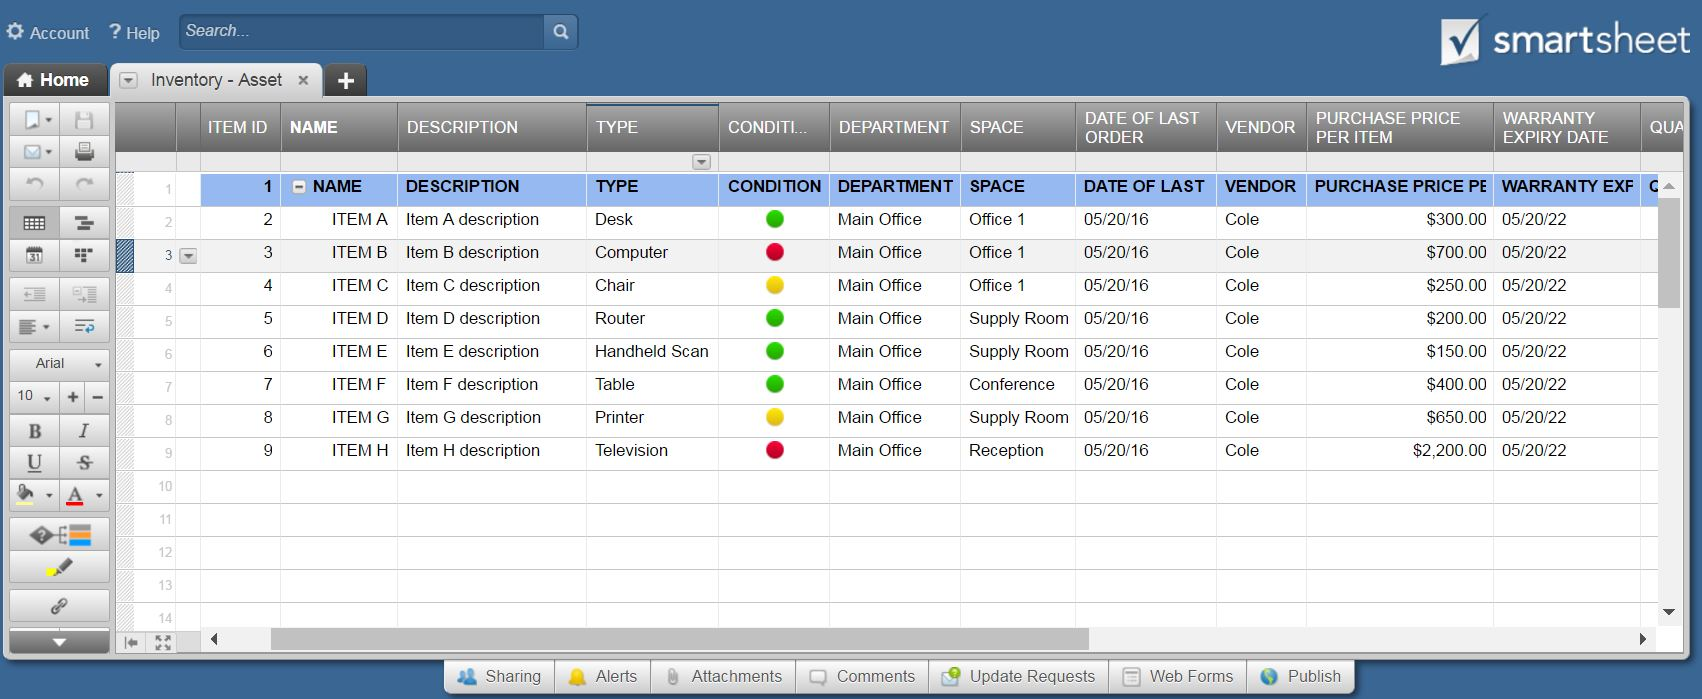 Account ? Help Search... smartsheet
Home Inventory - Asset × +
ITEM ID NAME DESCRIPTION TYPE CONDITI... DEPARTMENT SPACE DATE OF LAST ORDER VENDOR PURCHASE PRICE PER ITEM WARRANTY EXPIRY DATE QUA
1 1 NAME DESCRIPTION TYPE CONDITION DEPARTMENT SPACE DATE OF LAST VENDOR PURCHASE PRICE PE WARRANTY EXP Q
2 2 ITEM A Item A description Desk Main Office Office 1 05/20/16 Cole $300.00 05/20/22
3 3 ITEM B Item B description Computer Main Office Office 1 05/20/16 Cole $700.00 05/20/22
4 4 ITEM C Item C description Chair Main Office Office 1 05/20/16 Cole $250.00 05/20/22
5 5 ITEM D Item D description Router Main Office Supply Room 05/20/16 Cole $200.00 05/20/22
6 6 ITEM E Item E description Handheld Scan Main Office Supply Room 05/20/16 Cole $150.00 05/20/22
7 7 ITEM F Item F description Table Main Office Conference 05/20/16 Cole $400.00 05/20/22
8 8 ITEM G Item G description Printer Main Office Supply Room 05/20/16 Cole $650.00 05/20/22
9 9 ITEM H Item H description Television Main Office Reception 05/20/16 Cole $2,200.00 05/20/22
10
11
12
13
14
31
Arial
10 + −
B I
U S
A
?
Sharing Alerts Attachments Comments Update Requests Web Forms Publish